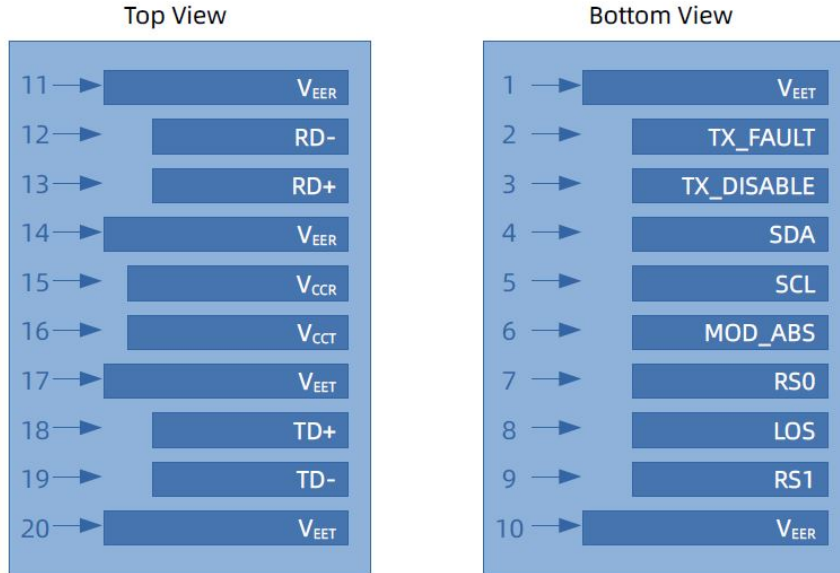 Top View
11 VEER
12 RD-
13 RD+
14 VEER
15 VCCR
16 VCCT
17 VEET
18 TD+
19 TD-
20 VEET
Bottom View
1 VEET
2 TX_FAULT
3 TX_DISABLE
4 SDA
5 SCL
6 MOD_ABS
7 RS0
8 LOS
9 RS1
10 VEER